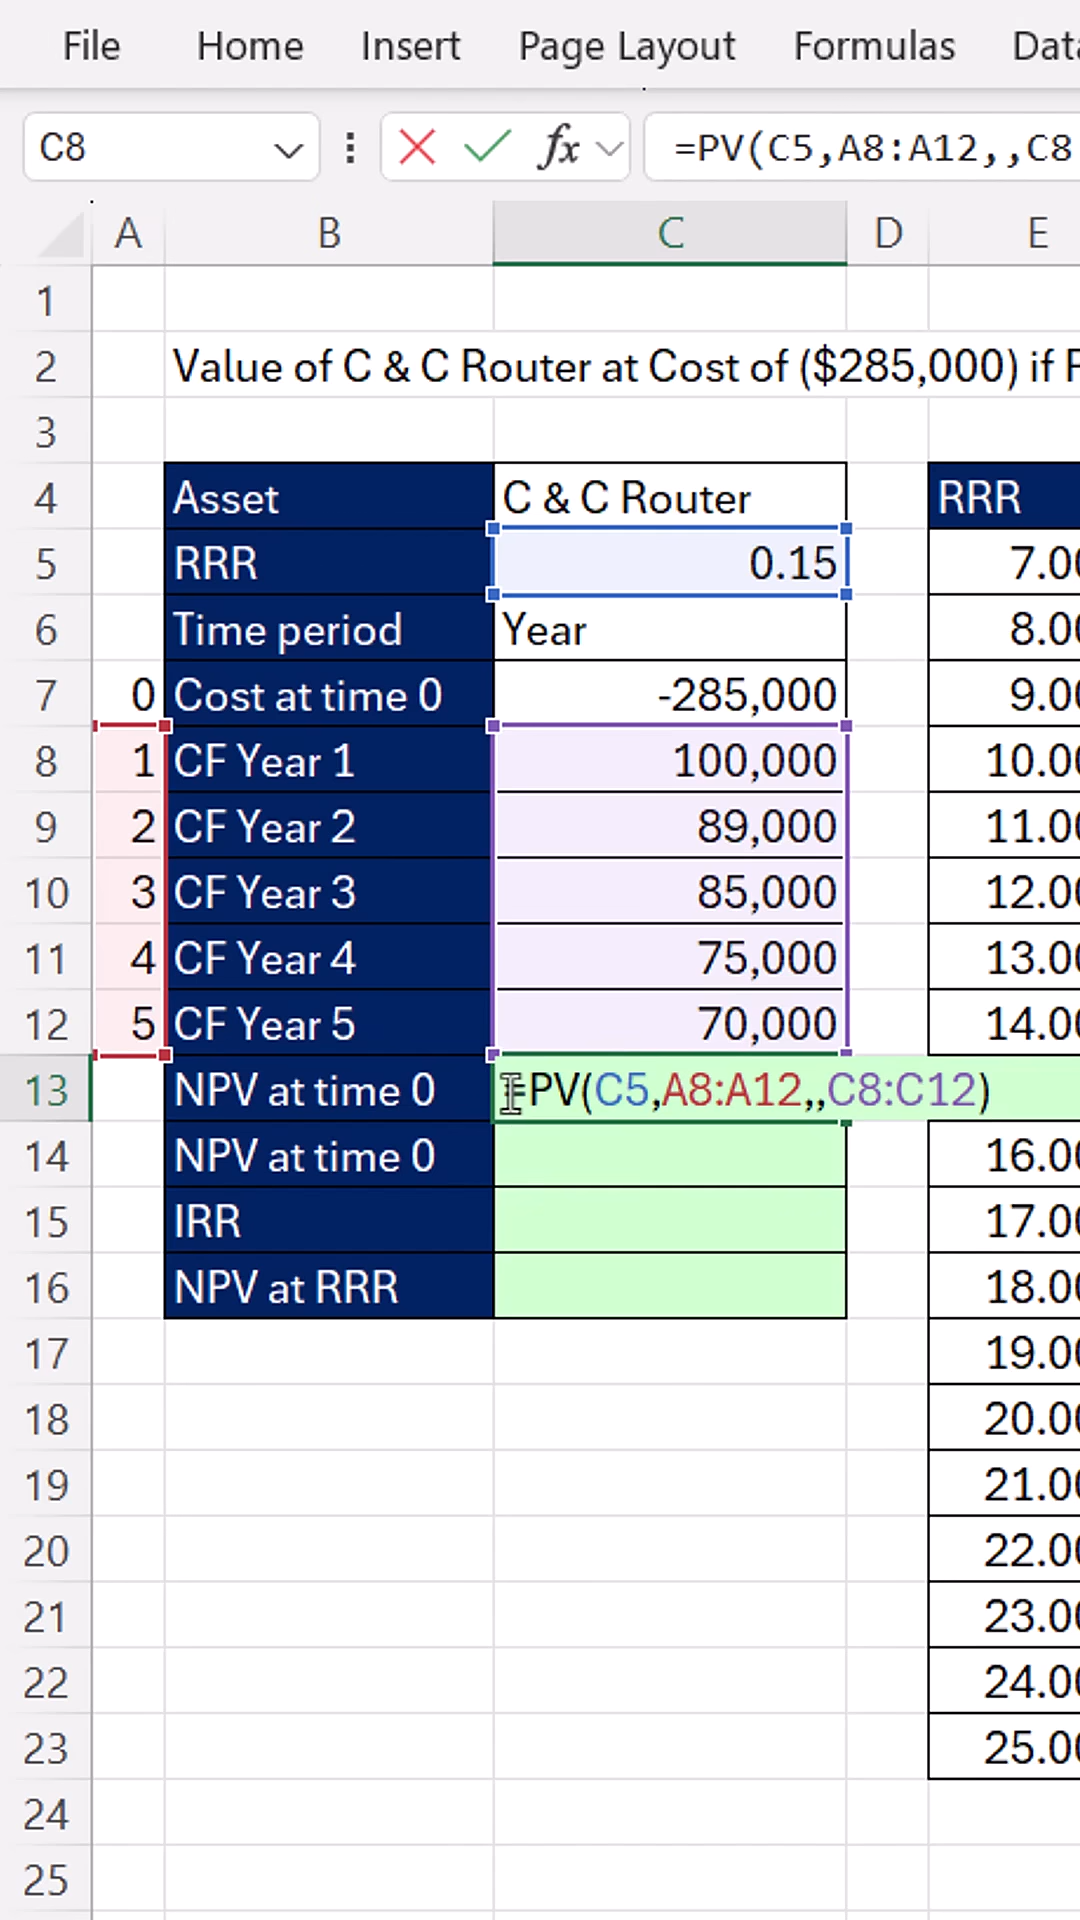 File Home Insert Page Layout Formulas Data
C8 fx =PV(C5,A8:A12,,C8
A B C D E
1
2 Value of C & C Router at Cost of ($285,000) if
3
4 Asset C & C Router RRR
5 RRR 0.15 7.00
6 Time period Year 8.00
7 0 Cost at time 0 -285,000 9.00
8 1 CF Year 1 100,000 10.00
9 2 CF Year 2 89,000 11.00
10 3 CF Year 3 85,000 12.00
11 4 CF Year 4 75,000 13.00
12 5 CF Year 5 70,000 14.00
13 NPV at time 0 =PV(C5,A8:A12,,C8:C12)
14 NPV at time 0 16.00
15 IRR 17.00
16 NPV at RRR 18.00
17 19.00
18 20.00
19 21.00
20 22.00
21 23.00
22 24.00
23 25.00
24
25